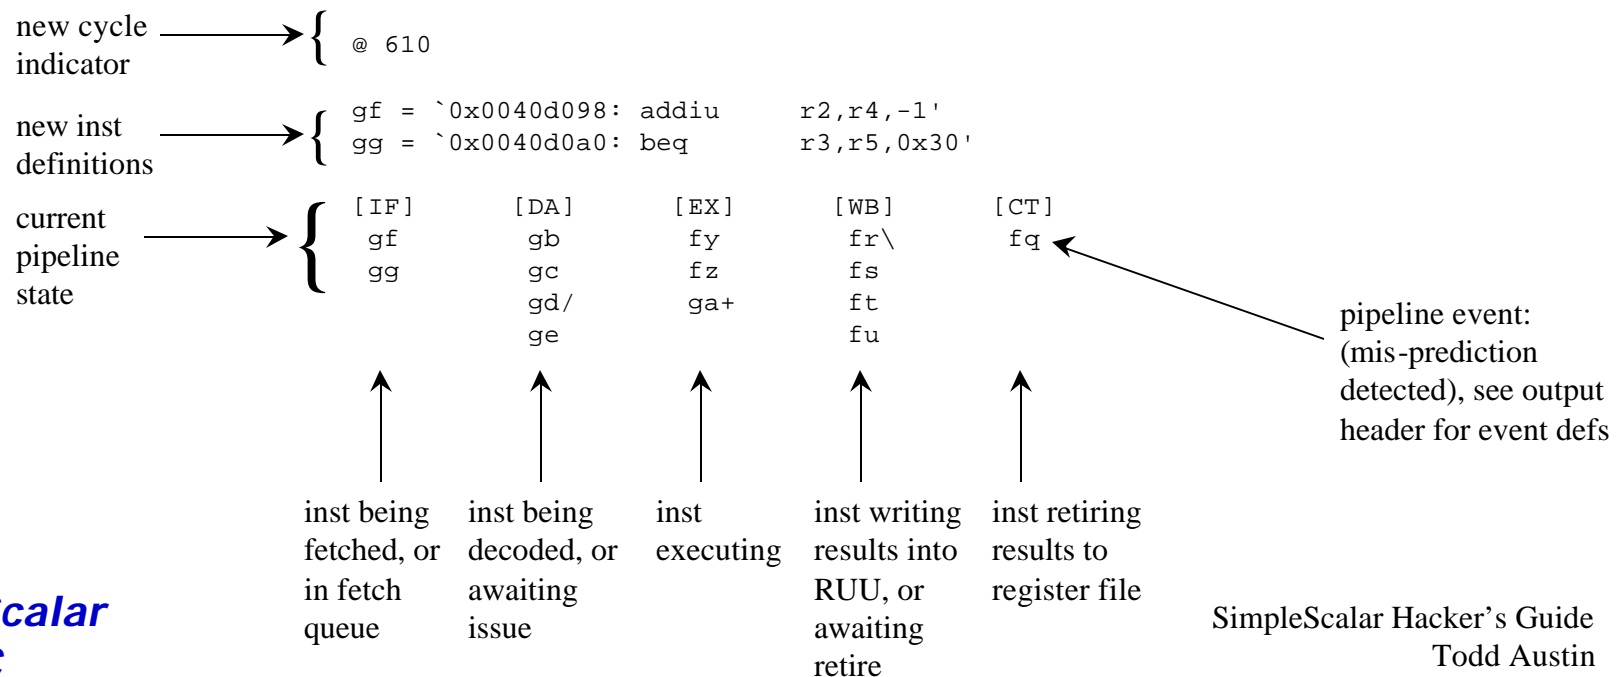 new cycle
indicator
{ @ 610
new inst
definitions
{ gf = `0x0040d098: addiu r2,r4,-1'
gg = `0x0040d0a0: beq r3,r5,0x30'
current
pipeline
state
{ [IF] [DA] [EX] [WB] [CT]
gf gb fy fr\ fq
gg gc fz fs
gd/ ga+ ft
ge fu
pipeline event:
(mis-prediction
detected), see output
header for event defs
inst being
fetched, or
in fetch
queue
inst being
decoded, or
awaiting
issue
inst
executing
inst writing
results into
RUU, or
awaiting
retire
inst retiring
results to
register file
calar
SimpleScalar Hacker's Guide
Todd Austin